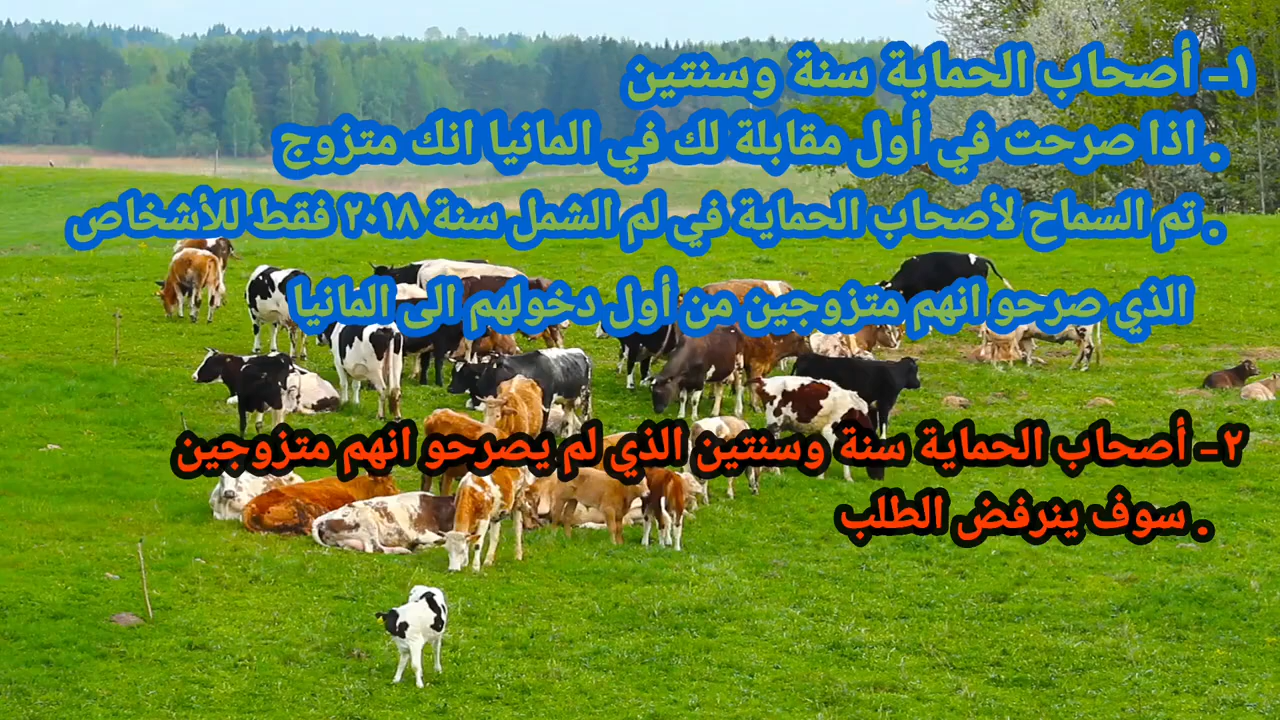 ١- أصحاب الحماية سنة وسنتين
. اذا صرحت في أول مقابلة لك في المانيا انك متزوج
. تم السماح لأصحاب الحماية في لم الشمل سنة ٢٠١٨ فقط للأشخاص
الذي صرحو انهم متزوجين من أول دخولهم الى المانيا
٢- أصحاب الحماية سنة وسنتين الذي لم يصرحو انهم متزوجين
. سوف ينرفض الطلب